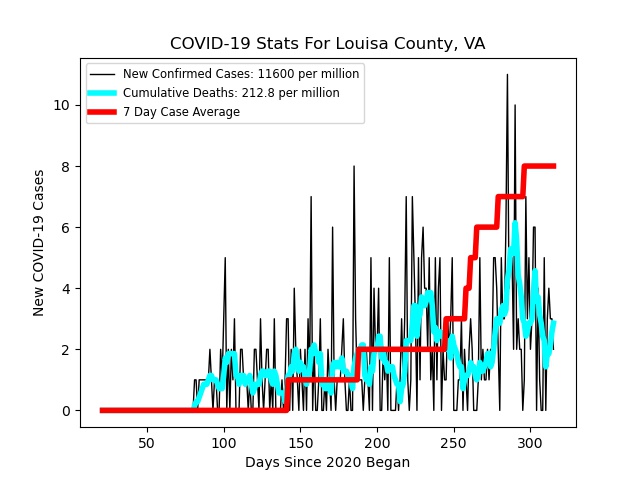 COVID-19 Stats For Louisa County, VA
New Confirmed Cases: 11600 per million
Cumulative Deaths: 212.8 per million
7 Day Case Average
10
8
6
4
2
0
New COVID-19 Cases
50 100 150 200 250 300
Days Since 2020 Began